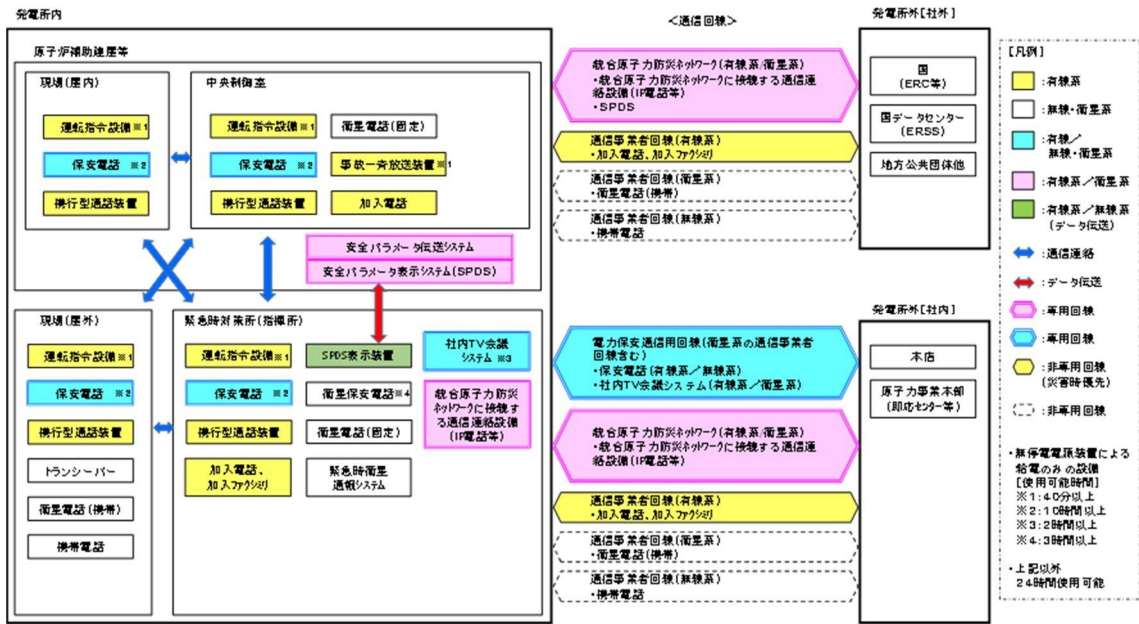 発電所内
原子炉補助建屋等
現場(屋内)
運転指令設備※1
保安電話 ※2
携行型通話装置
中央制御室
運転指令設備※1
保安電話 ※2
携行型通話装置
衛星電話(固定)
事故一斉放送装置※1
加入電話
安全パラメータ伝送システム
安全パラメータ表示システム(SPDS)
現場(屋外)
運転指令設備※1
保安電話 ※2
携行型通話装置
トランシーバー
衛星電話(携帯)
携帯電話
緊急時対策所(指揮所)
運転指令設備※1
保安電話 ※2
携行型通話装置
加入電話、
加入ファクシミリ
SPDS表示装置
衛星保安電話※4
衛星電話(固定)
緊急時衛星
通報システム
社内TV会議
システム ※3
統合原子力防災
ネットワークに接続す
る通信連絡設備
(IP電話等)
<通信回線>
統合原子力防災ネットワーク(有線系/衛星系)
・統合原子力防災ネットワークに接続する通信連
絡設備(IP電話等)
・SPDS
通信事業者回線(有線系)
・加入電話、加入ファクシミリ
通信事業者回線(衛星系)
・衛星電話(携帯)
通信事業者回線(無線系)
・携帯電話
電力保安通信用回線(衛星系の通信事業者
回線含む)
・保安電話(有線系/無線系)
・社内TV会議システム(有線系/衛星系)
統合原子力防災ネットワーク(有線系/衛星系)
・統合原子力防災ネットワークに接続する通信連
絡設備(IP電話等)
通信事業者回線(有線系)
・加入電話、加入ファクシミリ
通信事業者回線(衛星系)
・衛星電話(携帯)
通信事業者回線(無線系)
・携帯電話
発電所外[社外]
国
(ERC等)
国データセンター
(ERSS)
地方公共団体他
発電所外[社内]
本店
原子力事業本部
(即応センター等)
[凡例]
:有線系
:無線・衛星系
:有線/
無線・衛星系
:有線系/衛星系
:有線系/無線系
(データ伝送)
:通信連絡
:データ伝送
:専用回線
:専用回線
:非専用回線
(災害時優先)
:非専用回線
・無停電電源装置による
給電のみの設備
[使用可能時間]
※1:40分以上
※2:10時間以上
※3:2時間以上
※4:3時間以上
・上記以外
24時間使用可能